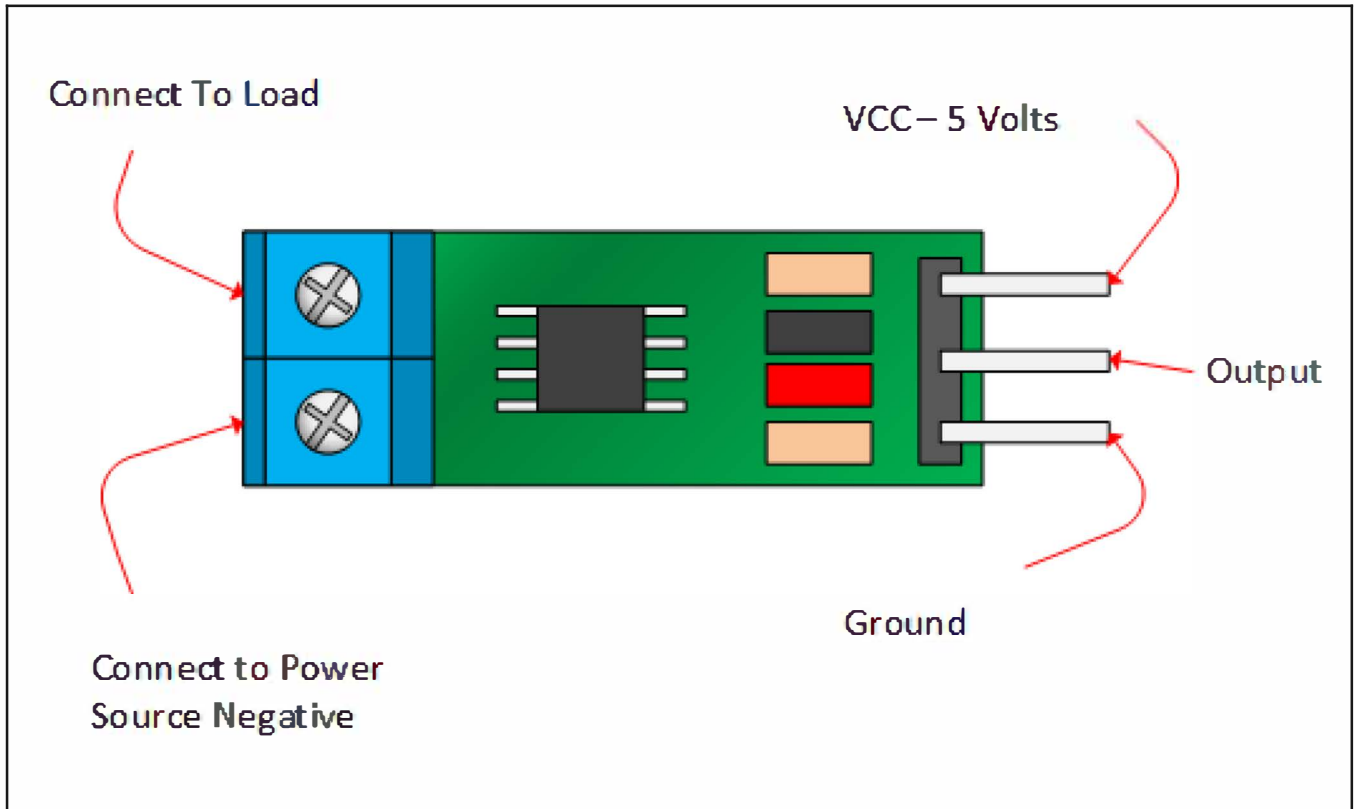 Connect To Load
VCC – 5 Volts
Output
Ground
Connect to Power
Source Negative